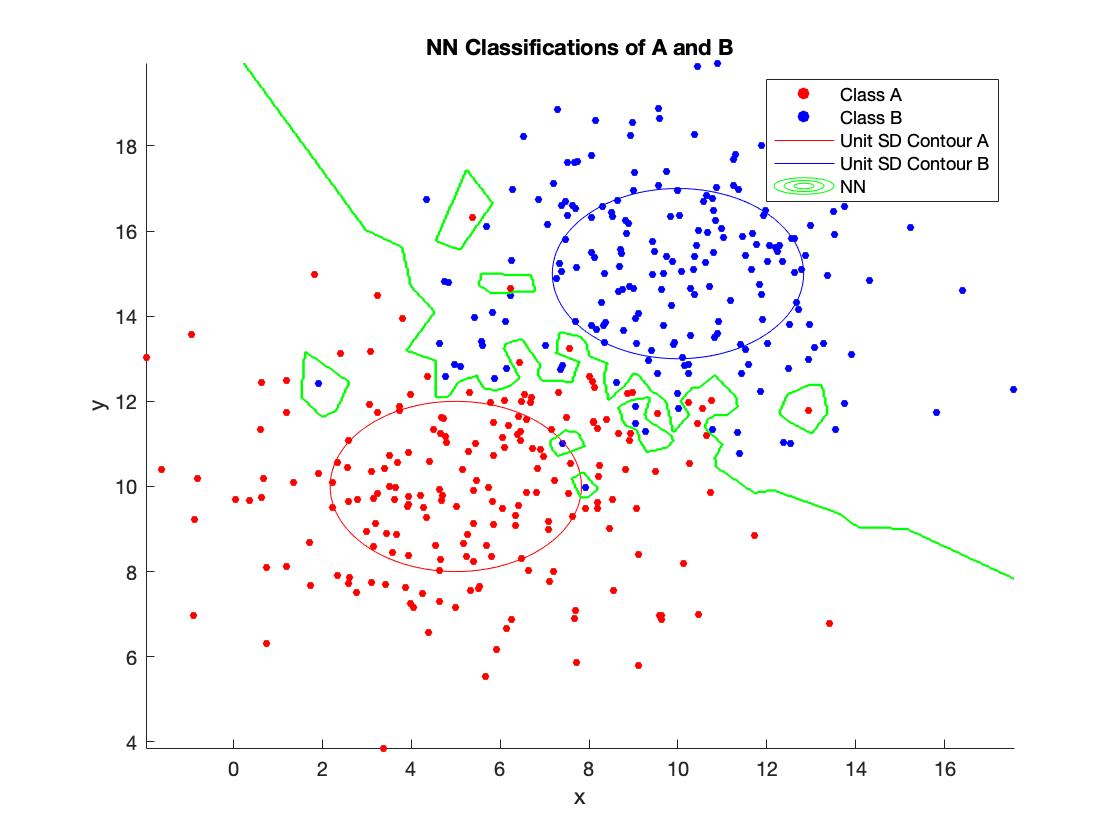 NN Classifications of A and B
Class A
Class B
Unit SD Contour A
Unit SD Contour B
NN
18
16
14
12
10
8
6
4
y
0 2 4 6 8 10 12 14 16
x